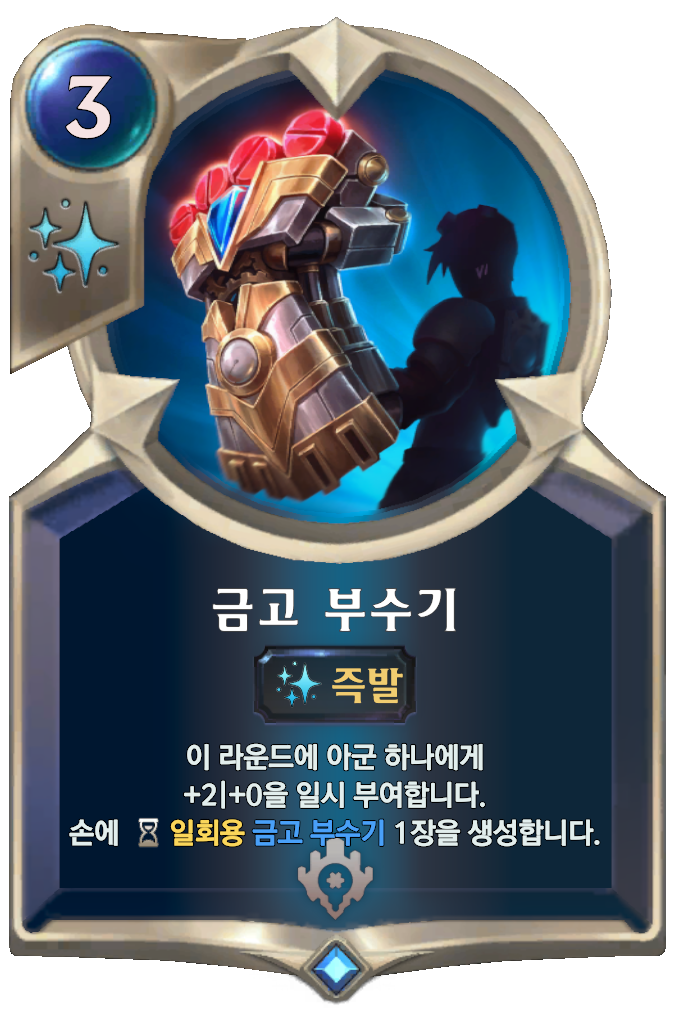 3
금고 부수기
즉발
이 라운드에 아군 하나에게
+2|+0을 일시 부여합니다.
손에 일회용 금고 부수기 1장을 생성합니다.